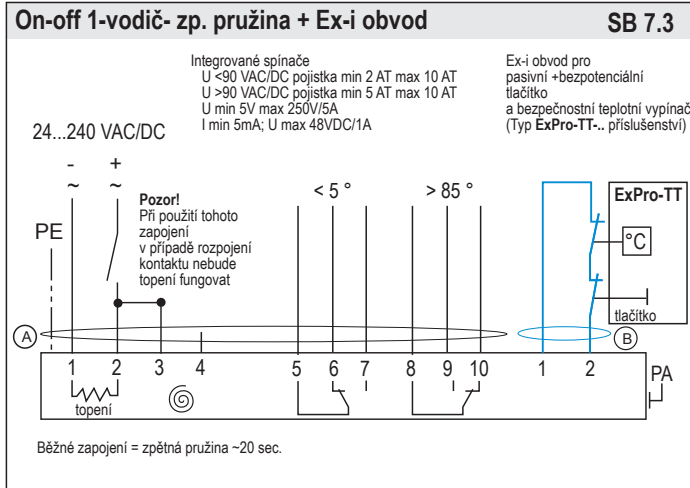 On-off 1-vodič- zp. pružina + Ex-i obvod
SB 7.3
Integrované spínače
U <90 VAC/DC pojistka min 2 AT max 10 AT
U >90 VAC/DC pojistka min 5 AT max 10 AT
U min 5V max 250V/5A
I min 5mA; U max 48VDC/1A
Ex-i obvod pro
pasivní +bezpotenciální
tlačítko
a bezpečnostní teplotní vypínač
(Typ ExPro-TT-.. příslušenství)
24...240 VAC/DC
- +
~ ~
Pozor!
Při použití tohoto
zapojení
v případě rozpojení
kontaktu nebude
topení fungovat
< 5 °
> 85 °
ExPro-TT
PE
°C
tlačítko
A
B
1 2 3 4 5 6 7 8 9 10 1 2
PA
topení
Běžné zapojení = zpětná pružina ~20 sec.